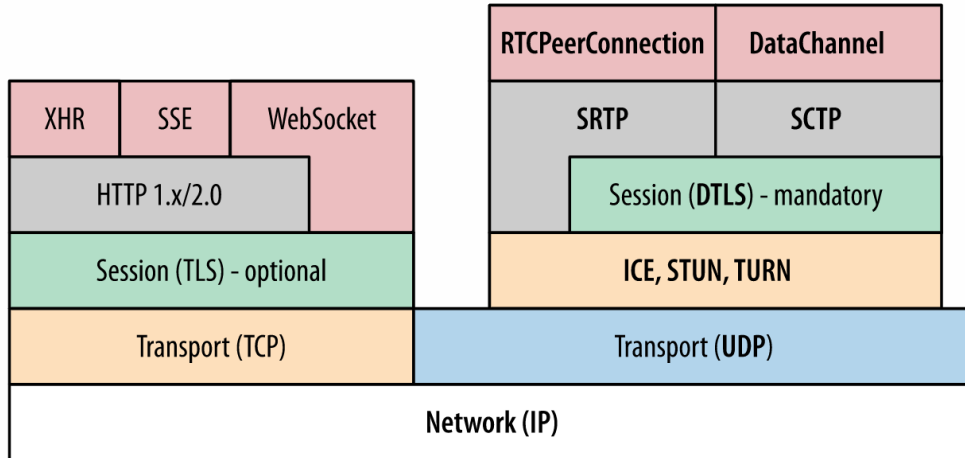 RTCPeerConnection
DataChannel
XHR
SSE
WebSocket
SRTP
SCTP
HTTP 1.x/2.0
Session (DTLS) - mandatory
Session (TLS) - optional
ICE, STUN, TURN
Transport (TCP)
Transport (UDP)
Network (IP)